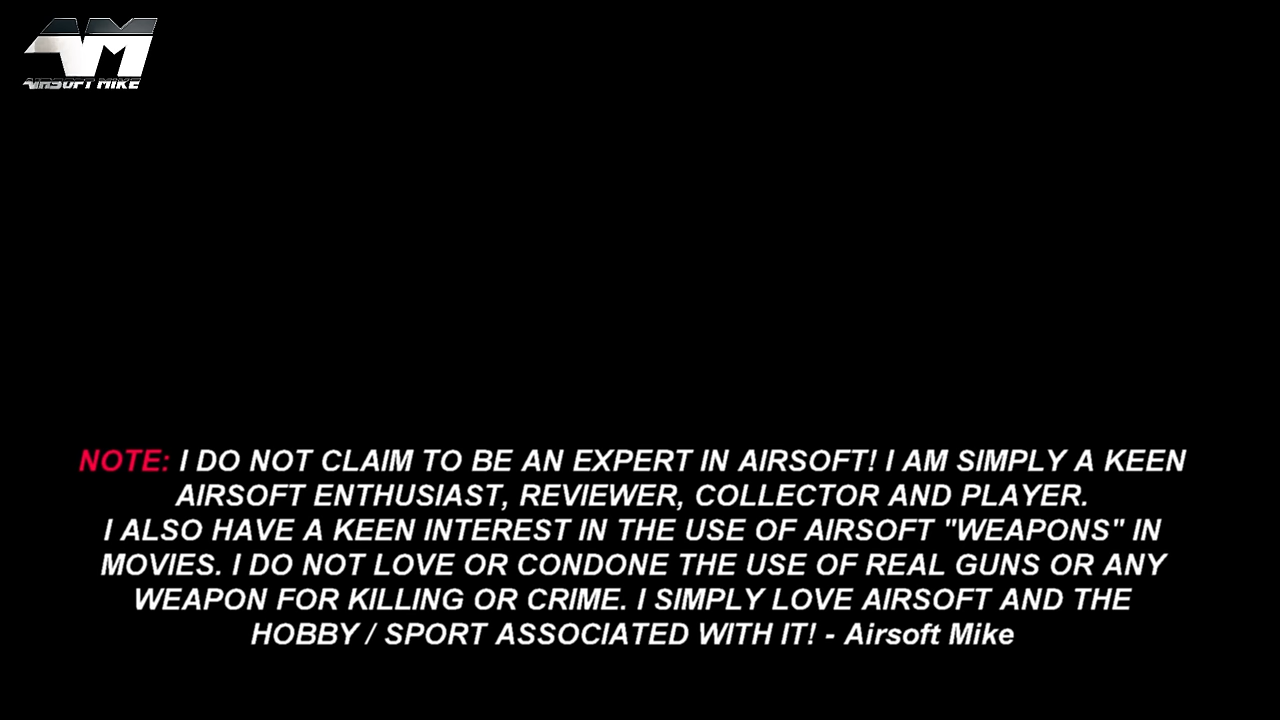 AM
AIRSOFT MIKE
NOTE: I DO NOT CLAIM TO BE AN EXPERT IN AIRSOFT! I AM SIMPLY A KEEN
AIRSOFT ENTHUSIAST, REVIEWER, COLLECTOR AND PLAYER.
I ALSO HAVE A KEEN INTEREST IN THE USE OF AIRSOFT "WEAPONS" IN
MOVIES. I DO NOT LOVE OR CONDONE THE USE OF REAL GUNS OR ANY
WEAPON FOR KILLING OR CRIME. I SIMPLY LOVE AIRSOFT AND THE
HOBBY / SPORT ASSOCIATED WITH IT! - Airsoft Mike